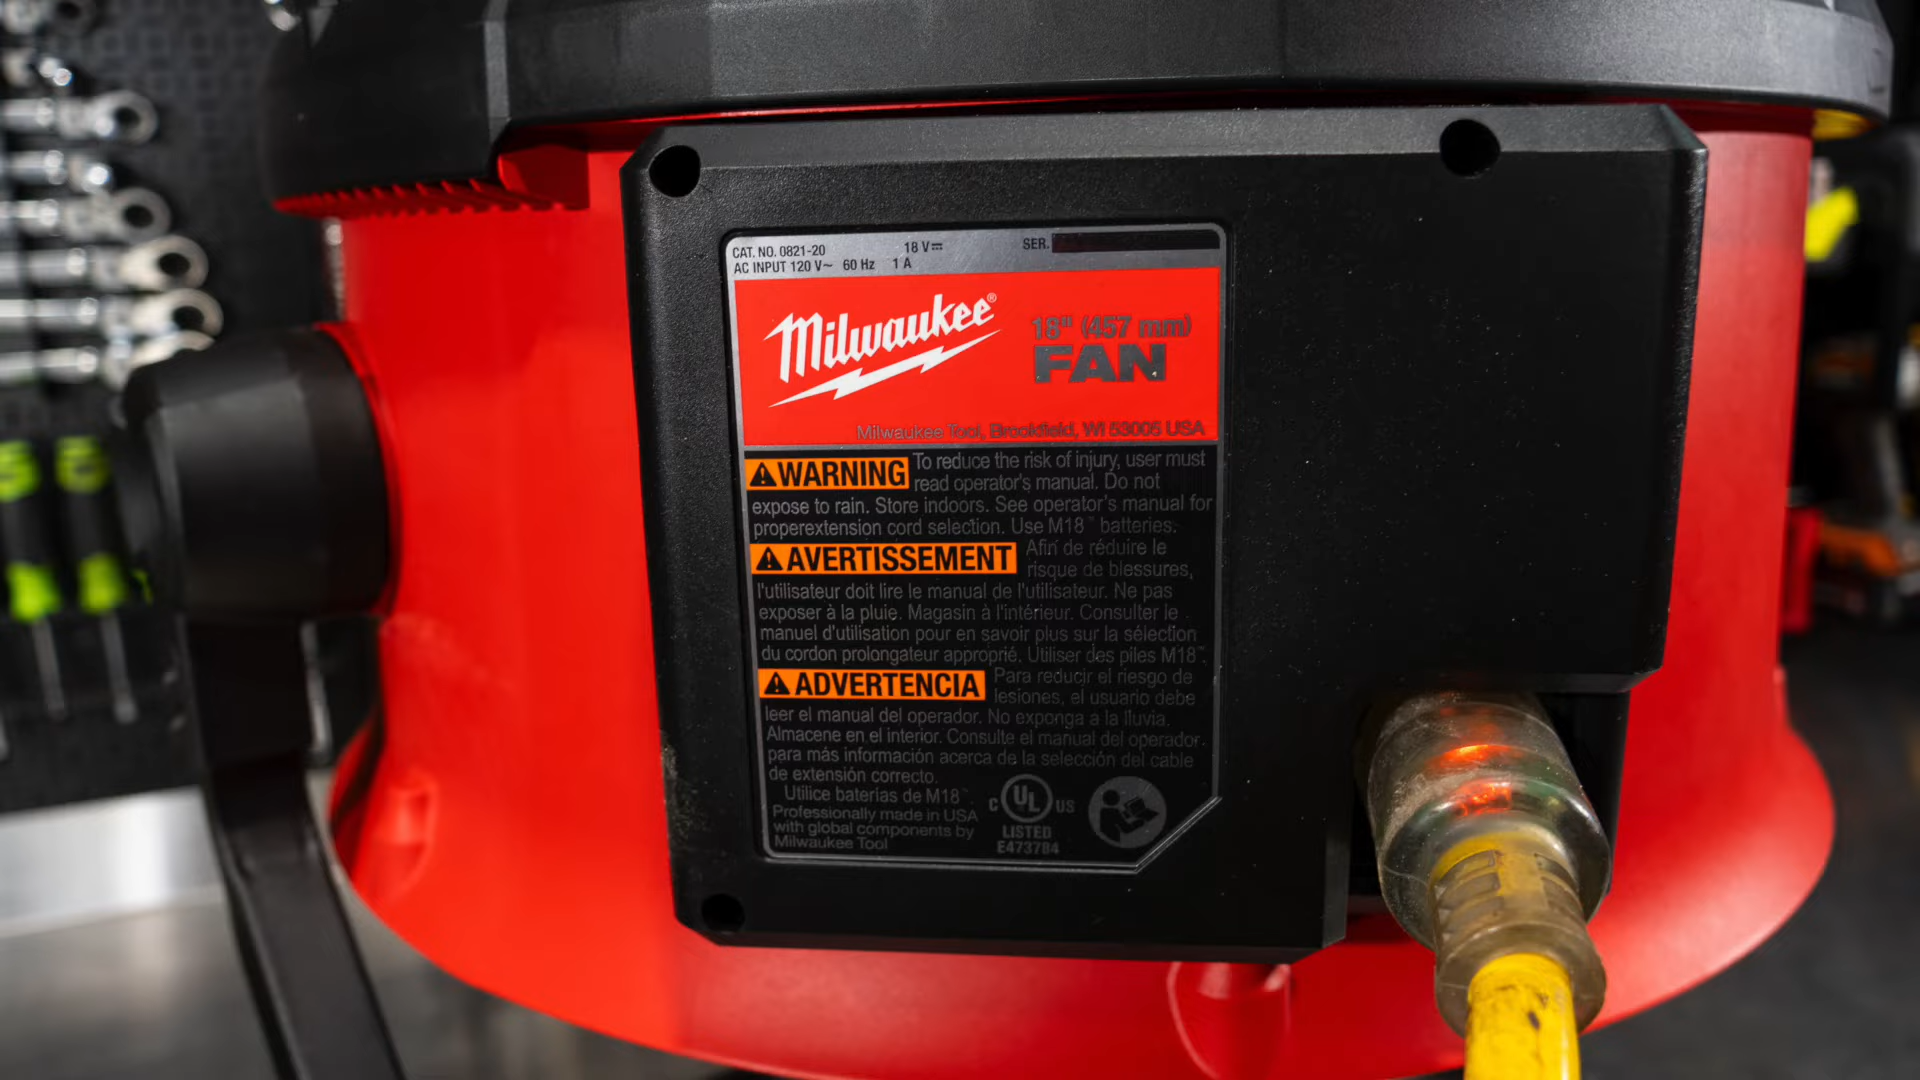 CAT. NO. 0821-20 18 V⎓ SER.
AC INPUT 120 V~ 60 Hz 1 A
Milwaukee®
18" (457 mm)
FAN
Milwaukee Tool, Brookfield, WI 53005 USA
⚠WARNING To reduce the risk of injury, user must
read operator's manual. Do not
expose to rain. Store indoors. See operator's manual for
properextension cord selection. Use M18™ batteries.
⚠AVERTISSEMENT Afin de réduire le
risque de blessures,
l'utilisateur doit lire le manual de l'utilisateur. Ne pas
exposer à la pluie. Magasin à l'intérieur. Consulter le
manuel d'utilisation pour en savoir plus sur la sélection
du cordon prolongateur approprié. Utiliser des piles M18™.
⚠ADVERTENCIA Para reducir el riesgo de
lesiones, el usuario debe
leer el manual del operador. No exponga a la lluvia.
Almacene en el interior. Consulte el manual del operador
para más información acerca de la selección del cable
de extensión correcto.
Utilice baterías de M18™
Professionally made in USA
with global components by
Milwaukee Tool
C UL US
LISTED
E473784